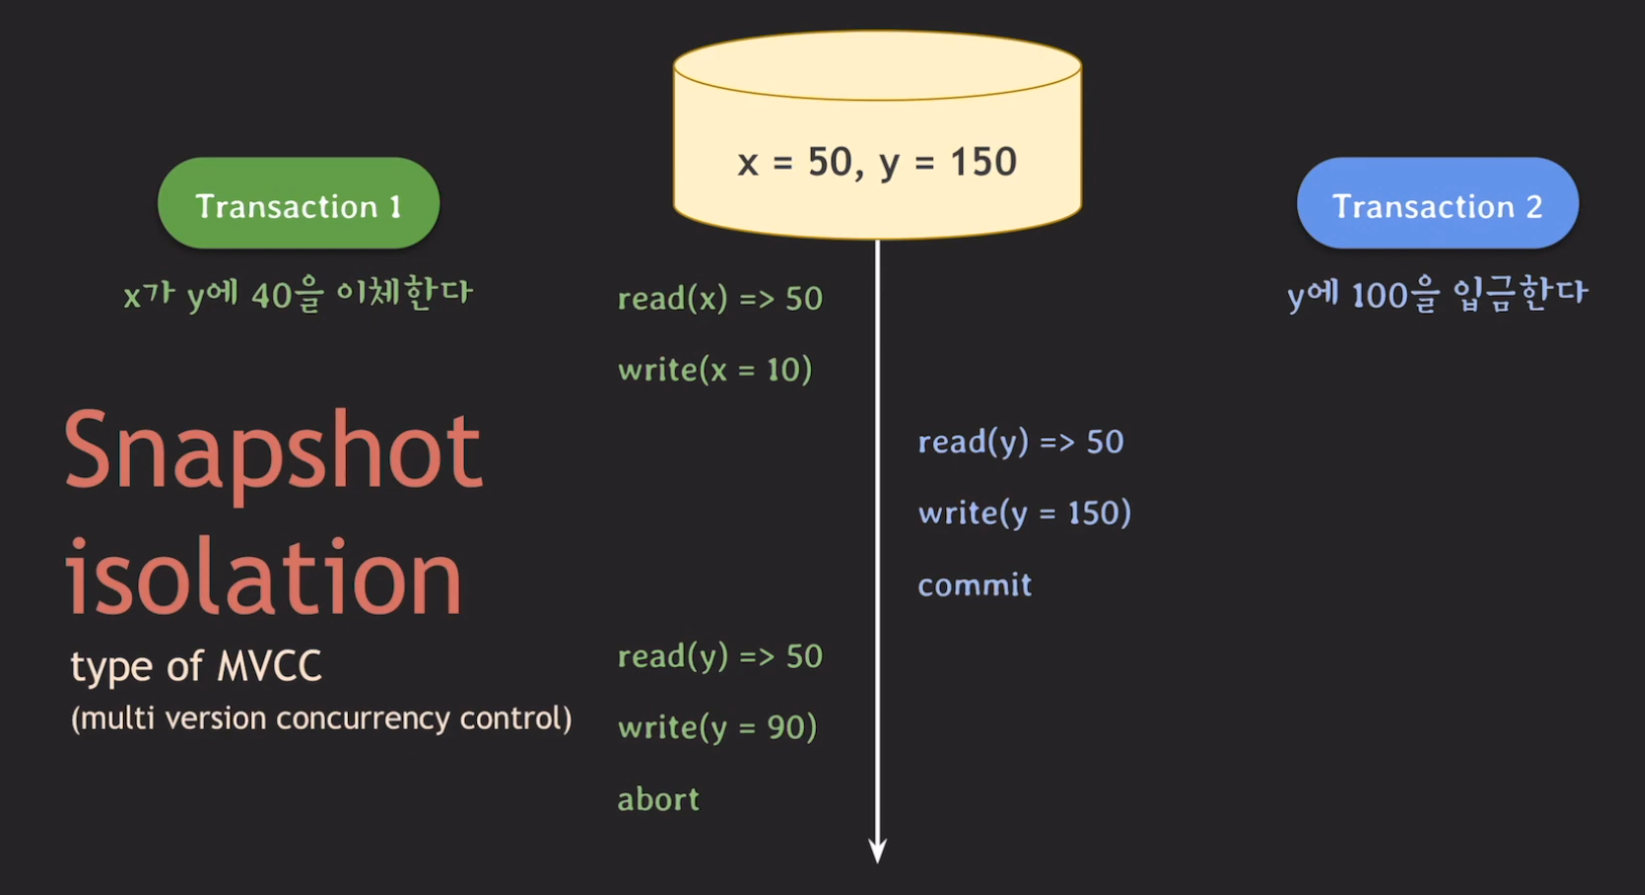 x = 50, y = 150
Transaction 1
x가 y에 40을 이체한다
Transaction 2
y에 100을 입금한다
Snapshot
isolation
type of MVCC
(multi version concurrency control)
read(x) => 50
write(x = 10)
read(y) => 50
write(y = 150)
commit
read(y) => 50
write(y = 90)
abort